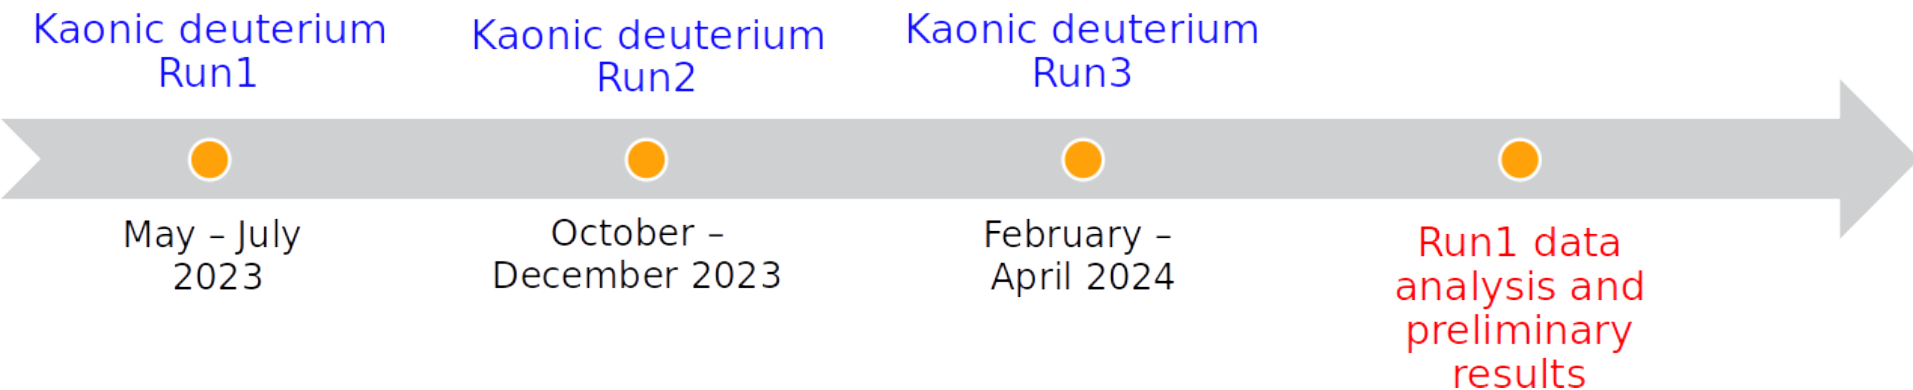 Kaonic deuterium
Run1
Kaonic deuterium
Run2
Kaonic deuterium
Run3
May – July
2023
October –
December 2023
February –
April 2024
Run1 data
analysis and
preliminary
results